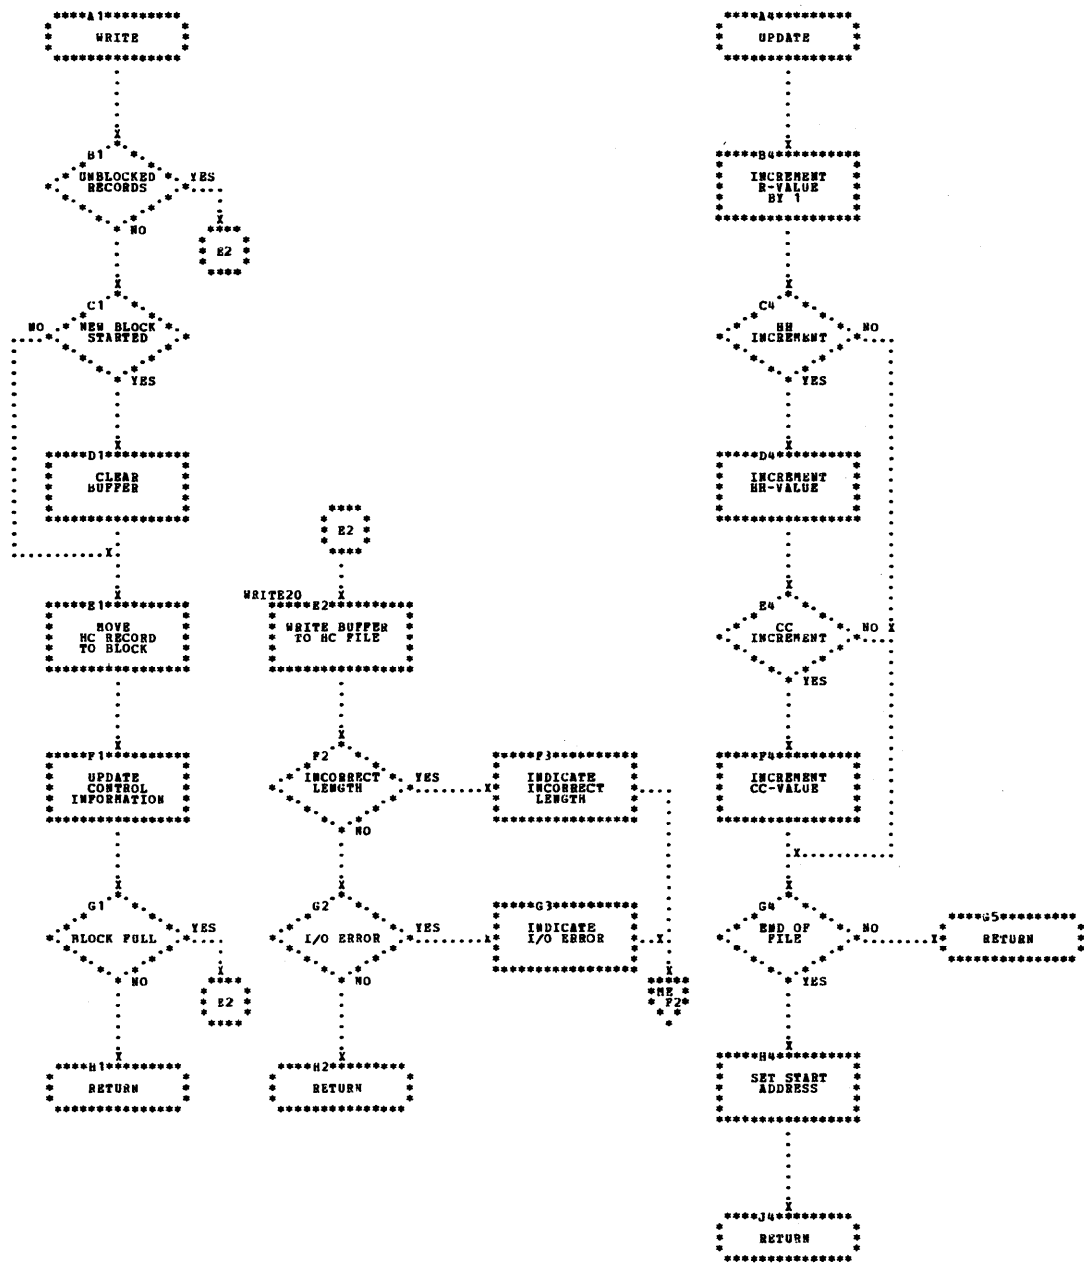 A1
WRITE
B1
UNBLOCKED
RECORDS
YES
NO
E2
C1
NEW BLOCK
STARTED
NO
YES
D1
CLEAR
BUFFER
E1
MOVE
HC RECORD
TO BLOCK
F1
UPDATE
CONTROL
INFORMATION
G1
BLOCK FULL
YES
NO
E2
H1
RETURN
E2
WRITE20
E2
WRITE BUFFER
TO HC FILE
F2
INCORRECT
LENGTH
YES
NO
F3
INDICATE
INCORRECT
LENGTH
G2
I/O ERROR
YES
NO
G3
INDICATE
I/O ERROR
ME
F2
H2
RETURN
A4
UPDATE
B4
INCREMENT
R-VALUE
BY 1
C4
HH
INCREMENT
NO
YES
D4
INCREMENT
HH-VALUE
E4
CC
INCREMENT
NO
YES
F4
INCREMENT
CC-VALUE
G4
END OF
FILE
NO
YES
G5
RETURN
H4
SET START
ADDRESS
J4
RETURN